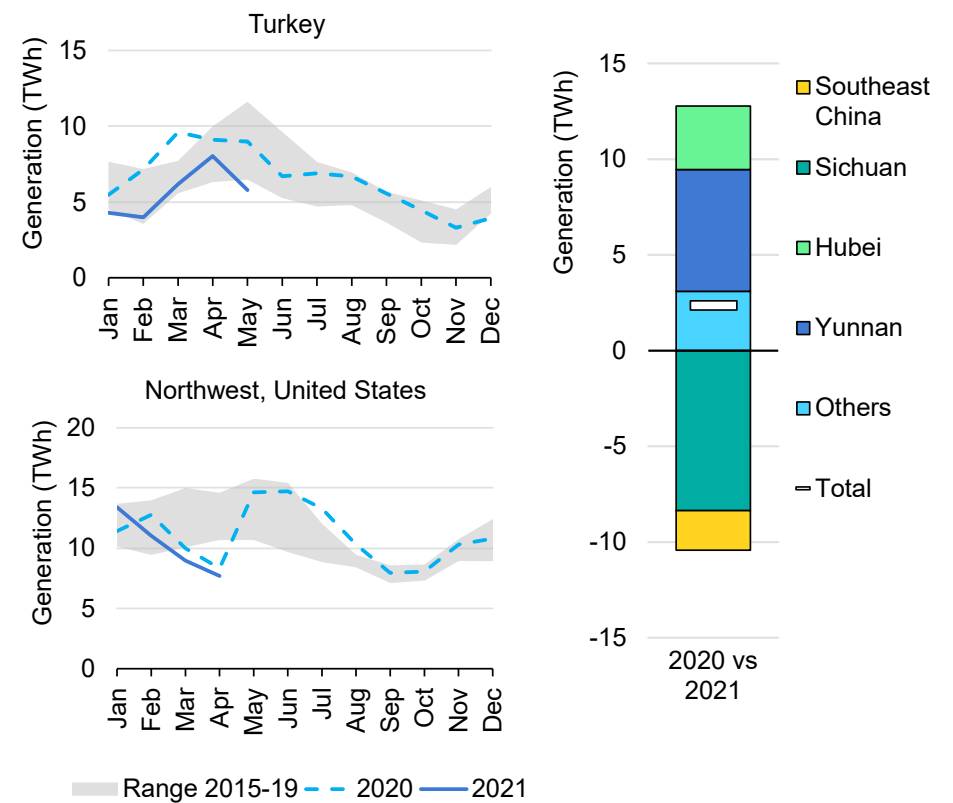 Turkey
Generation (TWh)
15
10
5
0
Jan
Feb
Mar
Apr
May
Jun
Jul
Aug
Sep
Oct
Nov
Dec
Northwest, United States
Generation (TWh)
20
15
10
5
0
Jan
Feb
Mar
Apr
May
Jun
Jul
Aug
Sep
Oct
Nov
Dec
Range 2015-19
2020
2021
Generation (TWh)
15
10
5
0
-5
-10
-15
2020 vs
2021
Southeast
China
Sichuan
Hubei
Yunnan
Others
Total